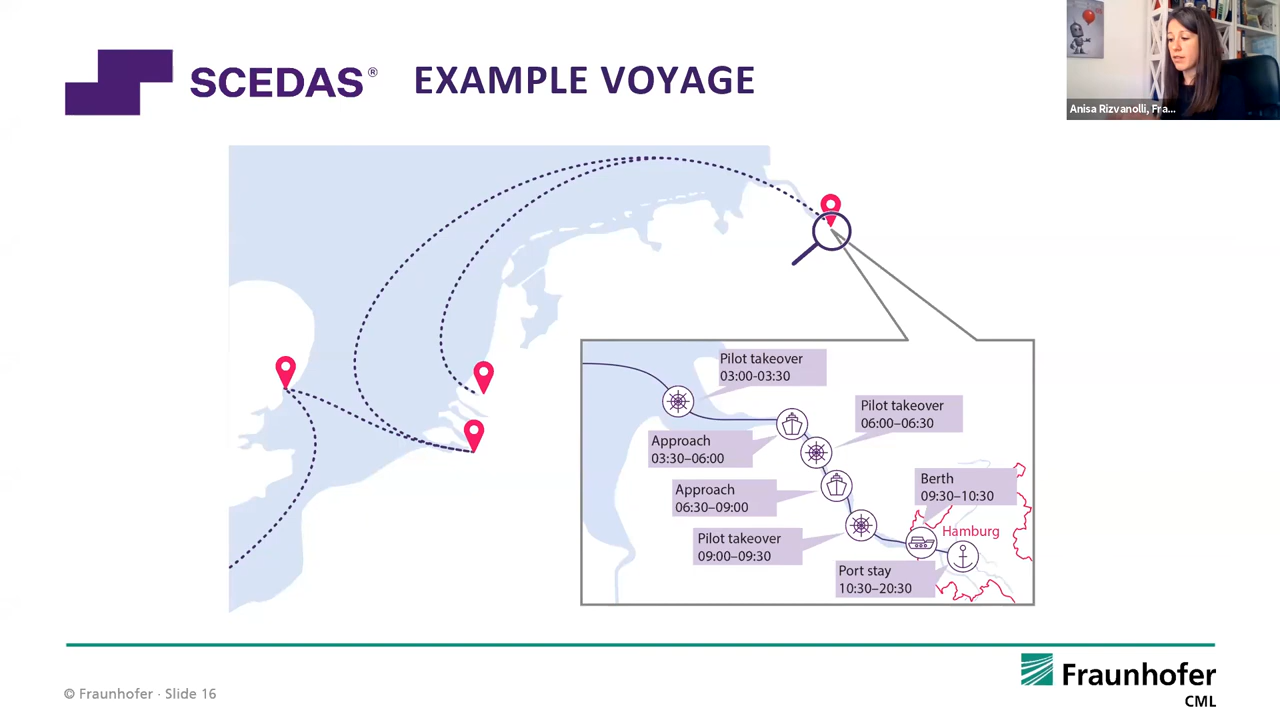 SCEDAS® EXAMPLE VOYAGE
Anisa Rizvanolli, Fra...
Pilot takeover
03:00-03:30
Pilot takeover
06:00–06:30
Approach
03:30–06:00
Approach
06:30–09:00
Berth
09:30–10:30
Pilot takeover
09:00–09:30
Hamburg
Port stay
10:30–20:30
© Fraunhofer · Slide 16
Fraunhofer
CML